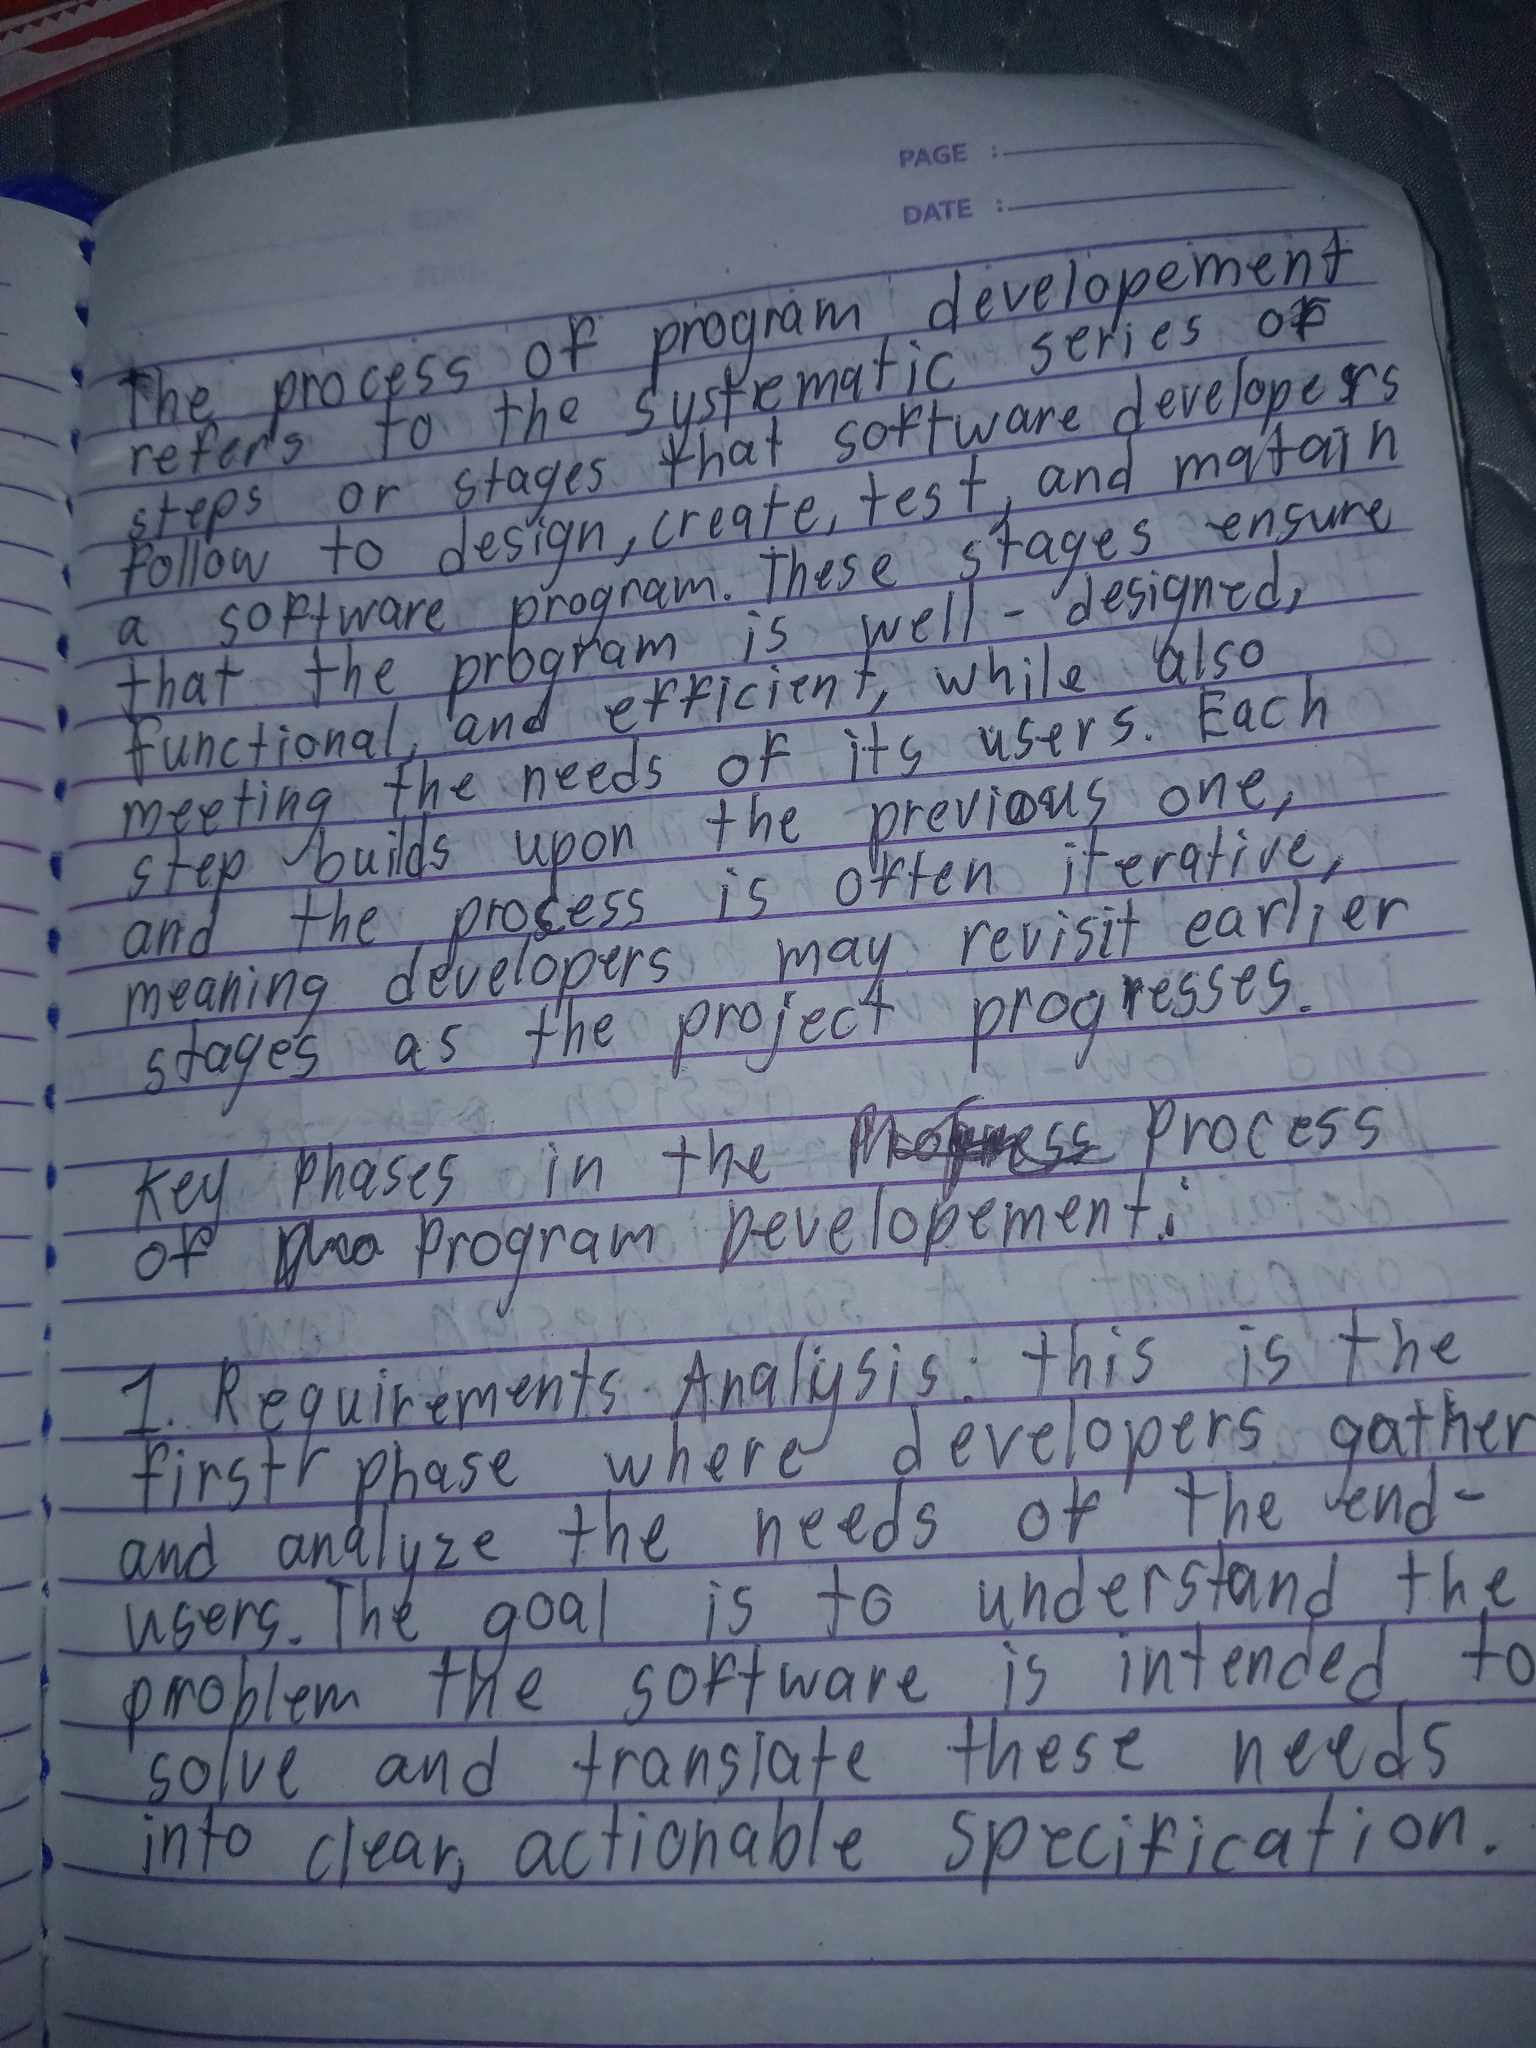 PAGE :
DATE :
The process of program developement
refers to the systematic series of
steps or stages that software developers
follow to design, create, test, and matain
a software program. These stages ensure
that the program is well-designed,
functional, and efficient, while also
meeting the needs of its users. Each
step builds upon the previous one,
and the process is often iterative,
meaning developers may revisit earlier
stages as the project progresses.
Key Phases in the Process
of Program Developement:
1. Requirements Analysis: this is the
first phase where developers gather
and analyze the needs of the end-
users. The goal is to understand the
problem the software is intended to
solve and translate these needs
into clear, actionable specification.